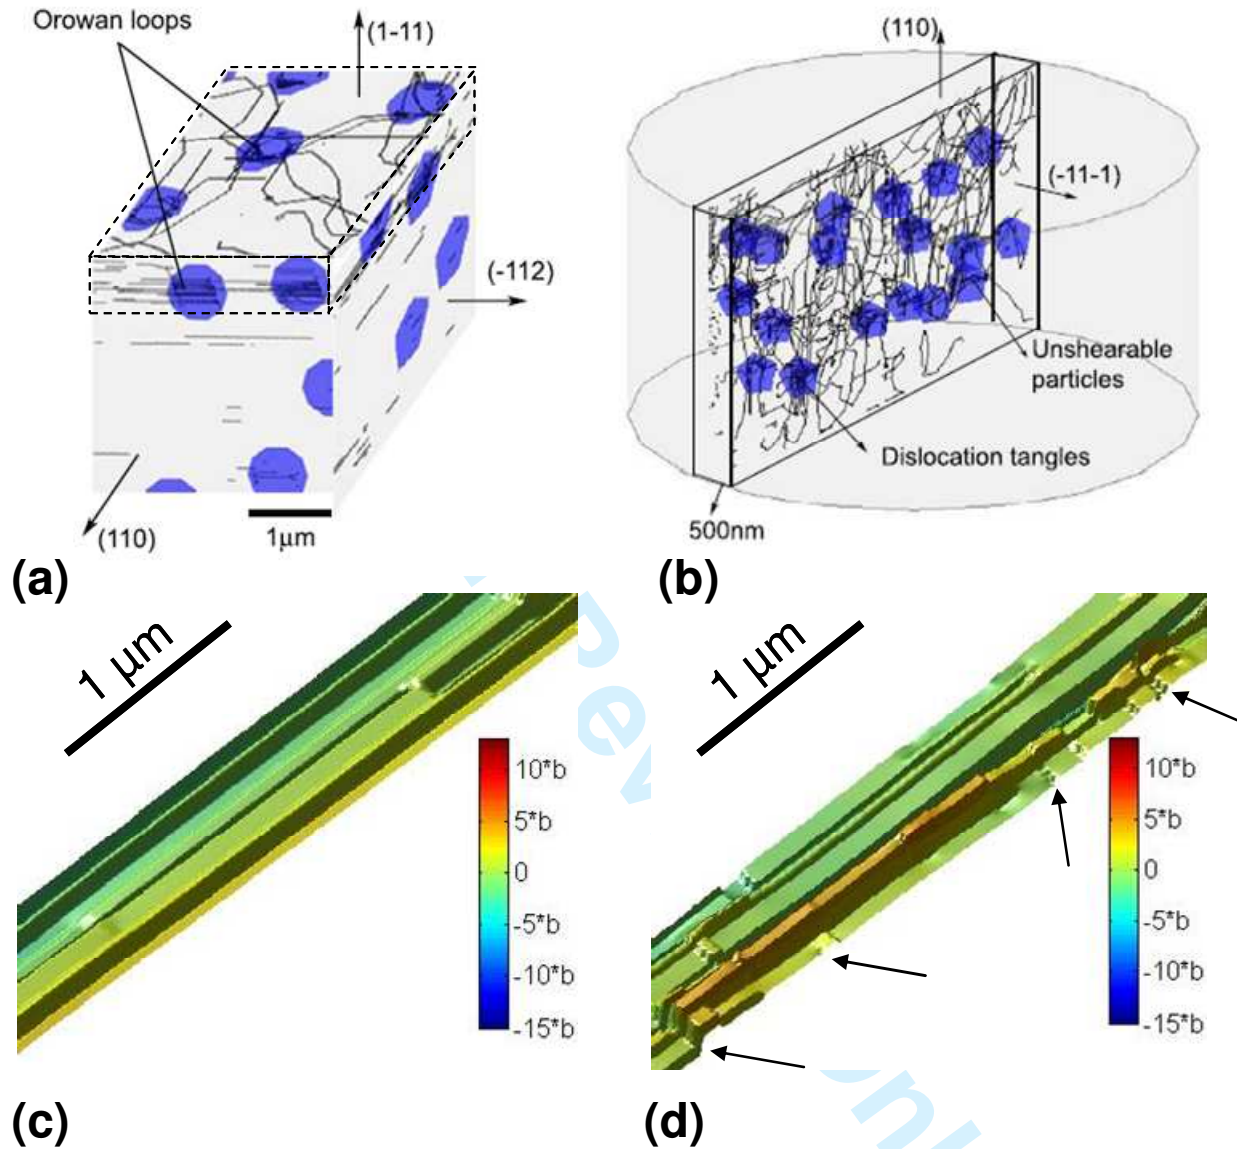 Orowan loops
(1-11)
(-112)
(110)
1μm
(a)
(110)
(-11-1)
Unshearable
particles
Dislocation tangles
500nm
(b)
1 μm
10*b
5*b
0
-5*b
-10*b
-15*b
(c)
1 μm
10*b
5*b
0
-5*b
-10*b
-15*b
(d)